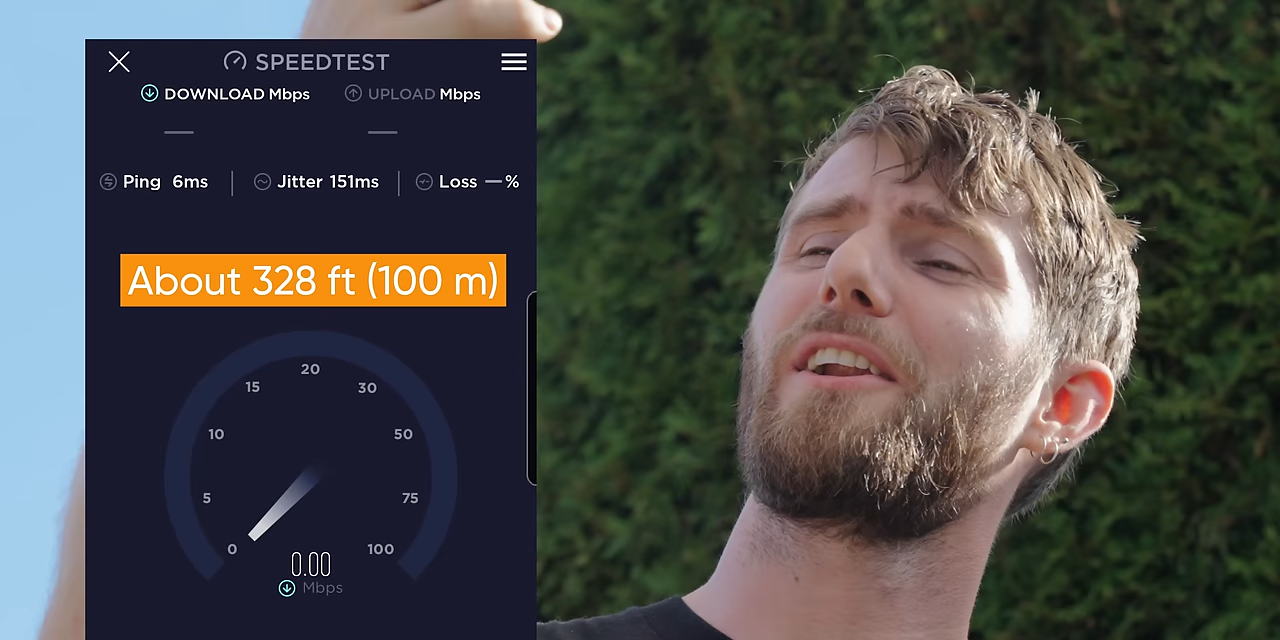 SPEEDTEST
DOWNLOAD Mbps UPLOAD Mbps
— —
Ping 6ms Jitter 151ms Loss —%
About 328 ft (100 m)
20
15 30
10 50
5 75
0 100
0.00
Mbps